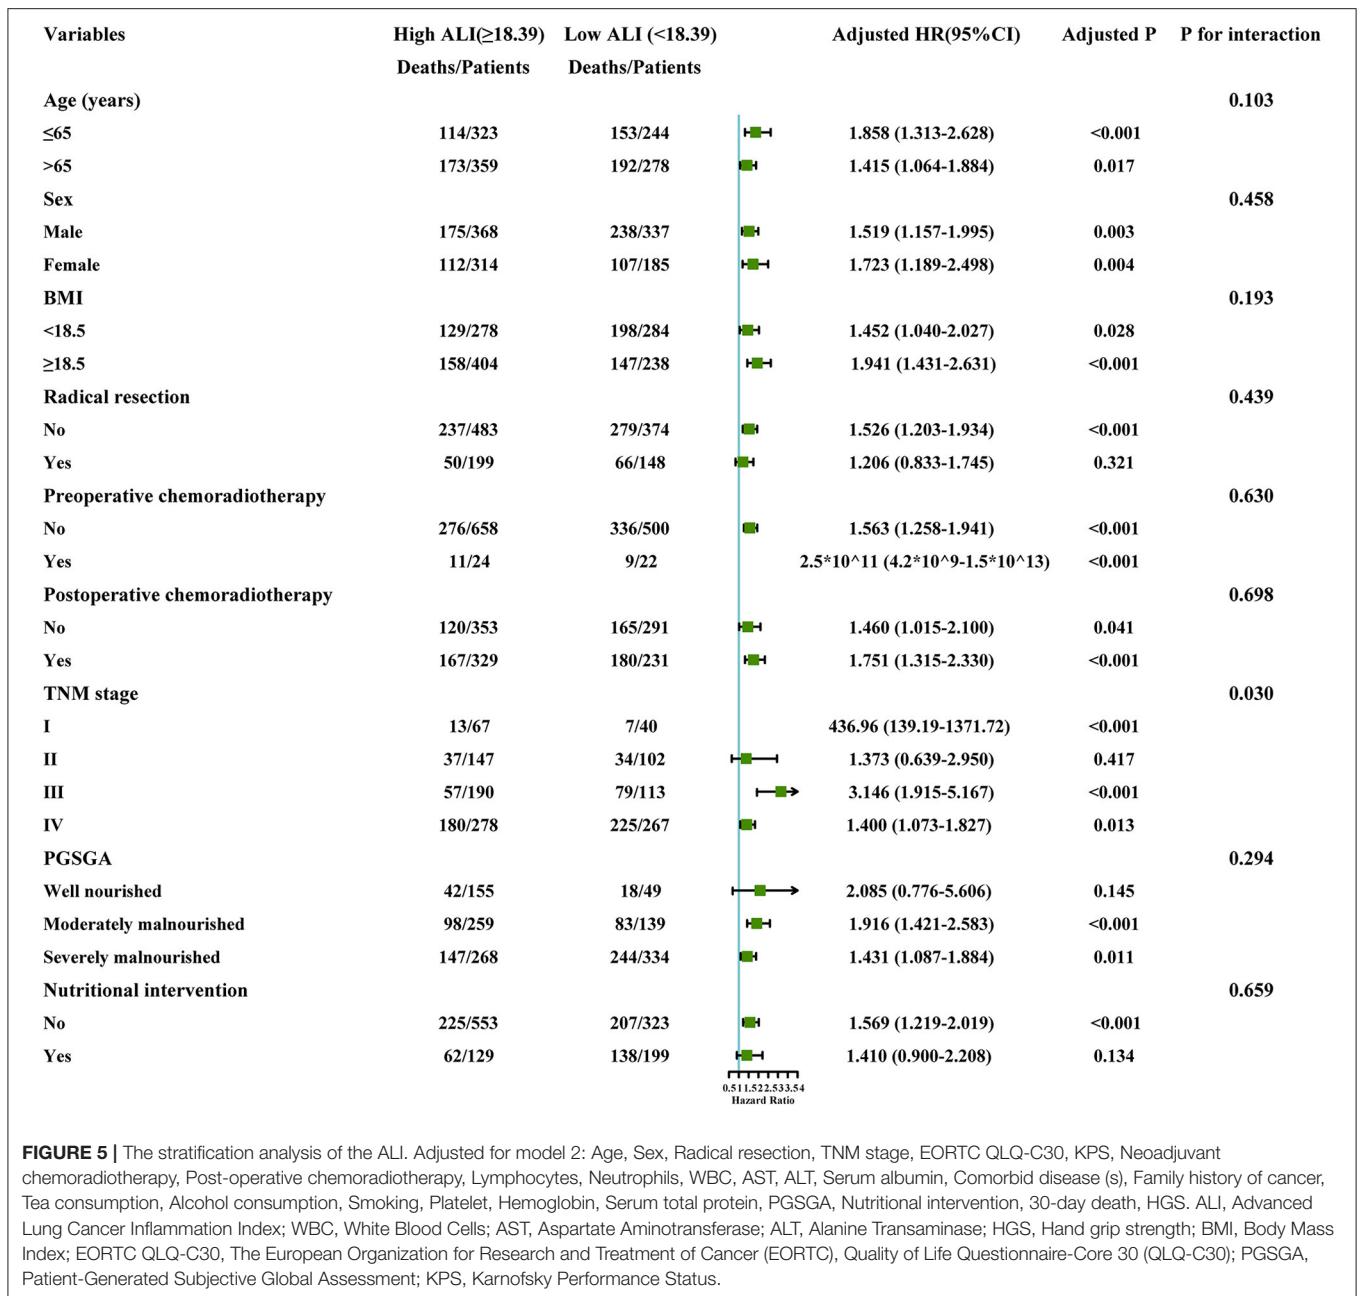 Variables High ALI(≥18.39) Low ALI (<18.39) Adjusted HR(95%CI) Adjusted P P for interaction
Deaths/Patients Deaths/Patients
Age (years) 0.103
≤65 114/323 153/244 1.858 (1.313-2.628) <0.001
>65 173/359 192/278 1.415 (1.064-1.884) 0.017
Sex 0.458
Male 175/368 238/337 1.519 (1.157-1.995) 0.003
Female 112/314 107/185 1.723 (1.189-2.498) 0.004
BMI 0.193
<18.5 129/278 198/284 1.452 (1.040-2.027) 0.028
≥18.5 158/404 147/238 1.941 (1.431-2.631) <0.001
Radical resection 0.439
No 237/483 279/374 1.526 (1.203-1.934) <0.001
Yes 50/199 66/148 1.206 (0.833-1.745) 0.321
Preoperative chemoradiotherapy 0.630
No 276/658 336/500 1.563 (1.258-1.941) <0.001
Yes 11/24 9/22 2.5*10^11 (4.2*10^9-1.5*10^13) <0.001
Postoperative chemoradiotherapy 0.698
No 120/353 165/291 1.460 (1.015-2.100) 0.041
Yes 167/329 180/231 1.751 (1.315-2.330) <0.001
TNM stage 0.030
I 13/67 7/40 436.96 (139.19-1371.72) <0.001
II 37/147 34/102 1.373 (0.639-2.950) 0.417
III 57/190 79/113 3.146 (1.915-5.167) <0.001
IV 180/278 225/267 1.400 (1.073-1.827) 0.013
PGSGA 0.294
Well nourished 42/155 18/49 2.085 (0.776-5.606) 0.145
Moderately malnourished 98/259 83/139 1.916 (1.421-2.583) <0.001
Severely malnourished 147/268 244/334 1.431 (1.087-1.884) 0.011
Nutritional intervention 0.659
No 225/553 207/323 1.569 (1.219-2.019) <0.001
Yes 62/129 138/199 1.410 (0.900-2.208) 0.134
0.511.522.533.54
Hazard Ratio
FIGURE 5 | The stratification analysis of the ALI. Adjusted for model 2: Age, Sex, Radical resection, TNM stage, EORTC QLQ-C30, KPS, Neoadjuvant
chemoradiotherapy, Post-operative chemoradiotherapy, Lymphocytes, Neutrophils, WBC, AST, ALT, Serum albumin, Comorbid disease (s), Family history of cancer,
Tea consumption, Alcohol consumption, Smoking, Platelet, Hemoglobin, Serum total protein, PGSGA, Nutritional intervention, 30-day death, HGS. ALI, Advanced
Lung Cancer Inflammation Index; WBC, White Blood Cells; AST, Aspartate Aminotransferase; ALT, Alanine Transaminase; HGS, Hand grip strength; BMI, Body Mass
Index; EORTC QLQ-C30, The European Organization for Research and Treatment of Cancer (EORTC), Quality of Life Questionnaire-Core 30 (QLQ-C30); PGSGA,
Patient-Generated Subjective Global Assessment; KPS, Karnofsky Performance Status.